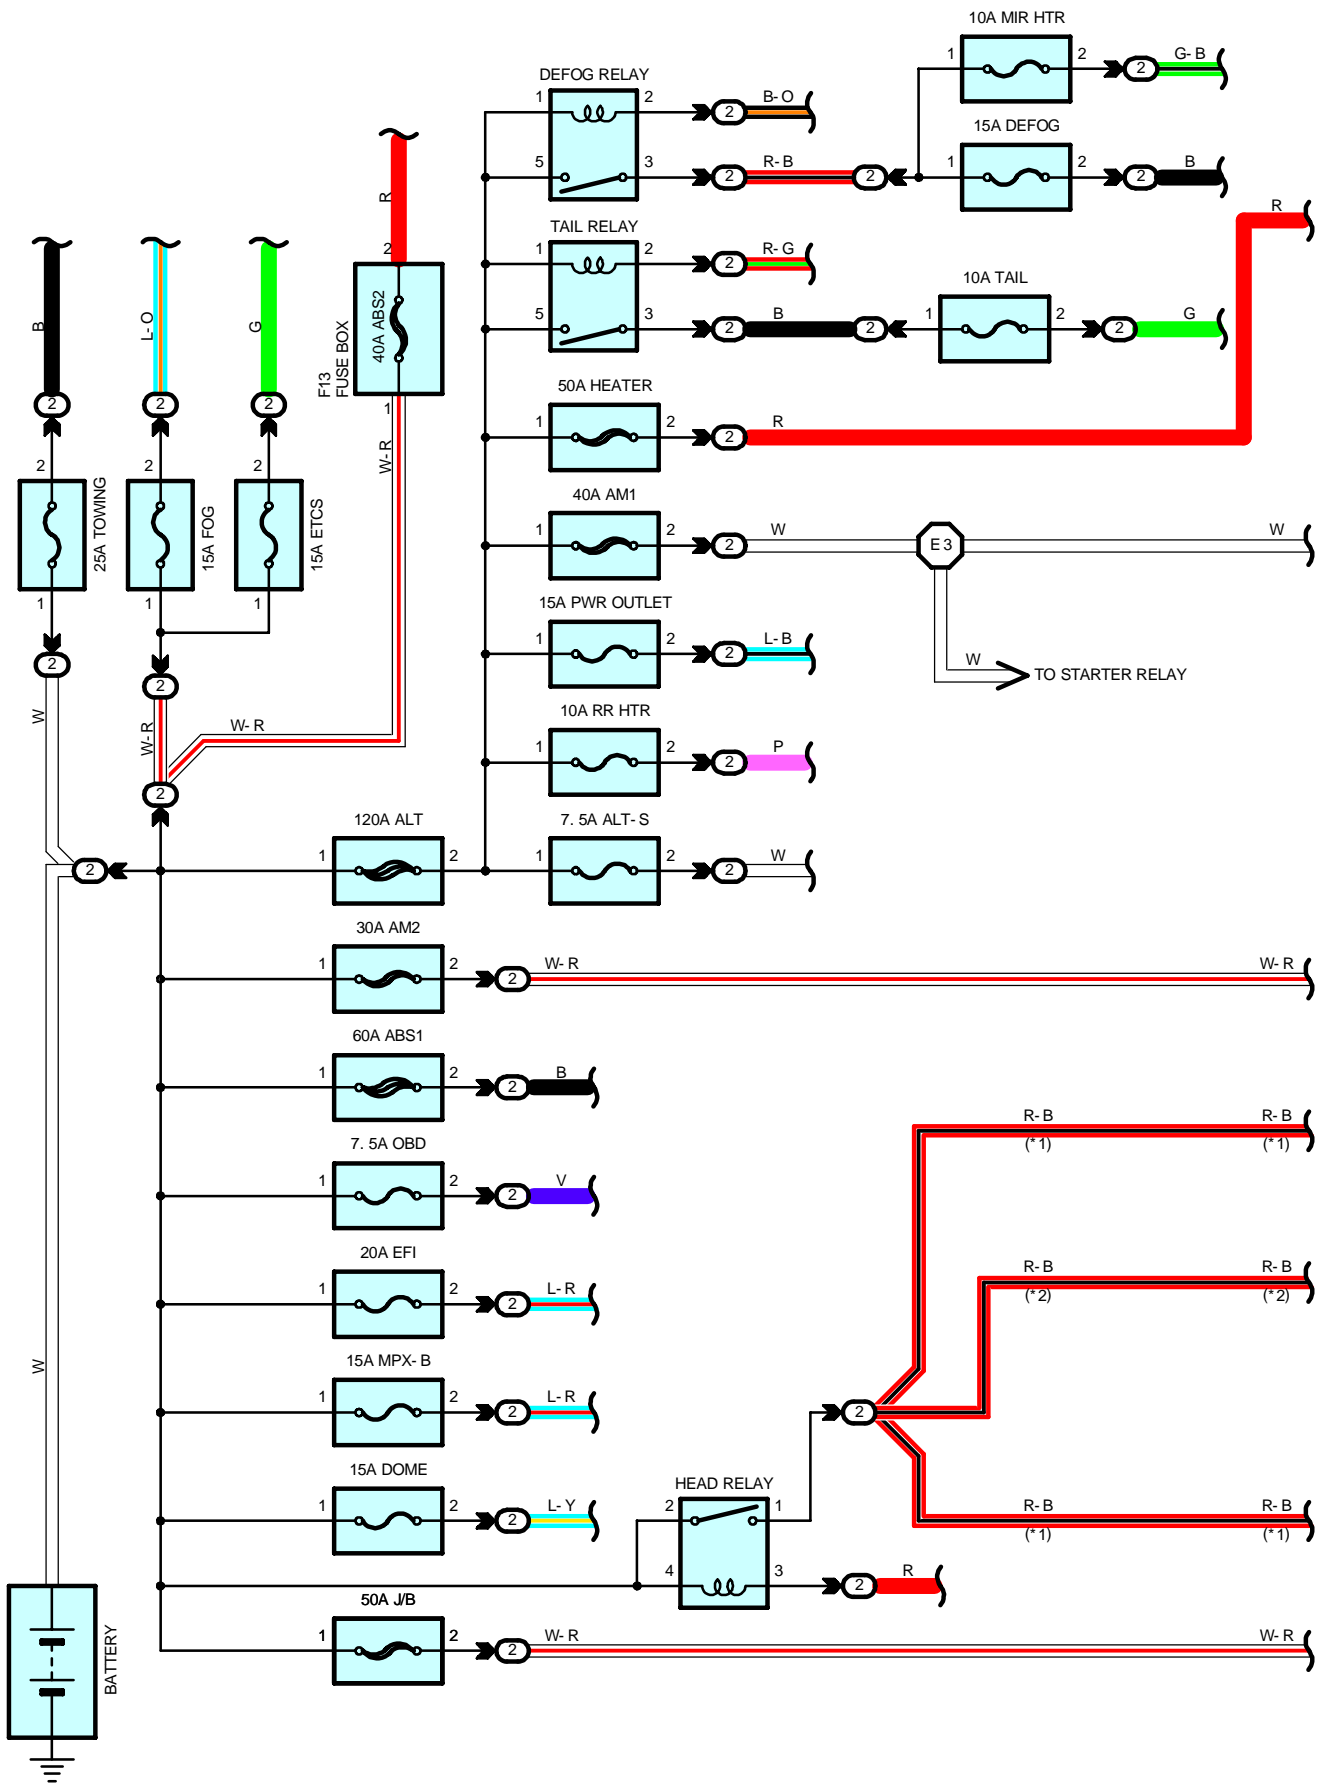 10A MIR HTR
1 2 2 G-B
DEFOG RELAY
1 2 2 B-O
15A DEFOG
5 3 2 R-B 2 1 2 2 B
R
2
TAIL RELAY
R
1 2 2 R-G
10A TAIL
5 3 2 B 2 1 2 2 G
B L-O G
40A ABS2
F13 FUSE BOX
50A HEATER
2 2 2 1
1 2 2 R
W-R
2 2 2
25A TOWING
15A FOG
15A ETCS
40A AM1
1 2 2 W E3 W
1 1 1
15A PWR OUTLET
1 2 2 L-B
2
W TO STARTER RELAY
2
W W-R W-R
10A RR HTR
1 2 2 P
2
120A ALT
7.5A ALT-S
2 1 2 1 2 2 W
30A AM2
1 2 2 W-R W-R
60A ABS1
1 2 2 B
R-B R-B
(*1) (*1)
7.5A OBD
1 2 2 V
20A EFI
1 2 2 L-R
R-B R-B
(*2) (*2)
W
15A MPX-B
1 2 2 L-R 2
15A DOME
HEAD RELAY
1 2 2 L-Y 2 1
R-B R-B
(*1) (*1)
4 3 2 R
50A J/B
1 2 2 W-R W-R
BATTERY